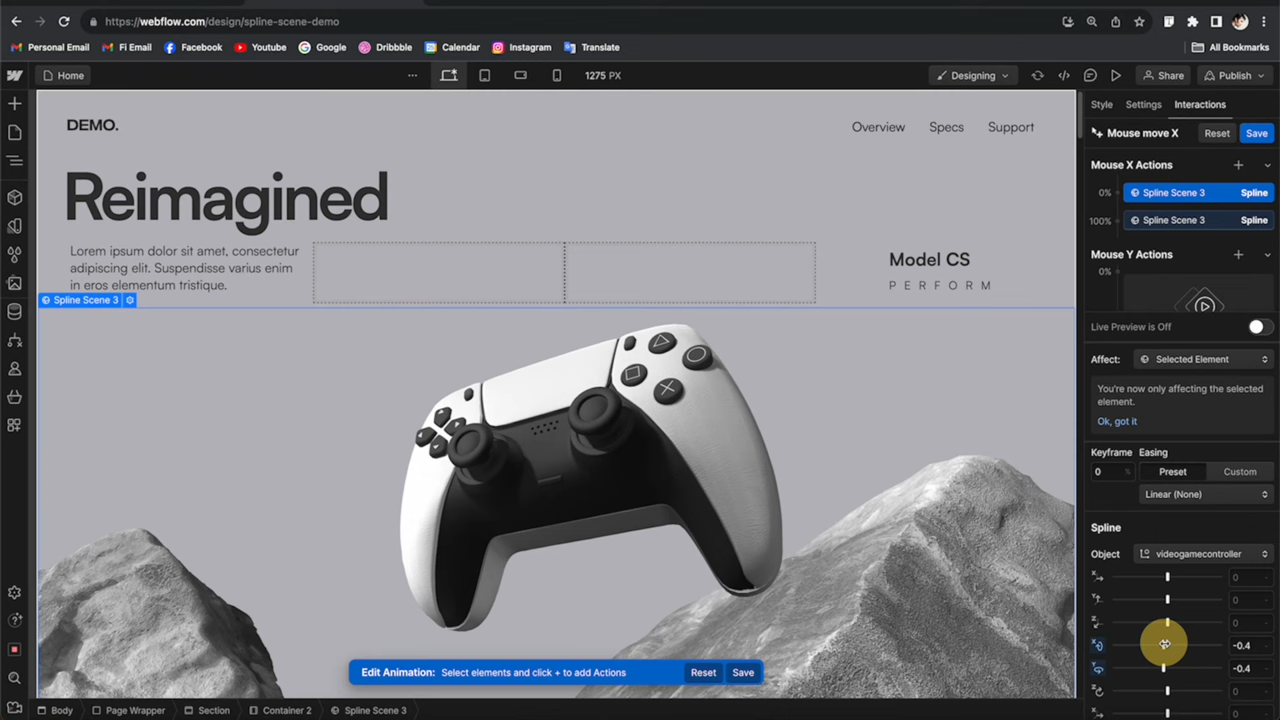 https://webflow.com/design/spline-scene-demo
Personal Email
Fi Email
Facebook
Youtube
Google
Dribbble
Calendar
Instagram
Translate
All Bookmarks
Home
1275 PX
Designing
Share
Publish
DEMO.
Overview
Specs
Support
Reimagined
Lorem ipsum dolor sit amet, consectetur
adipiscing elit. Suspendisse varius enim
in eros elementum tristique.
Model CS
PERFORM
Spline Scene 3
Edit Animation: Select elements and click + to add Actions
Reset
Save
Body
Page Wrapper
Section
Container 2
Spline Scene 3
Style
Settings
Interactions
Mouse move X
Reset
Save
Mouse X Actions
0%
Spline Scene 3
Spline
100%
Spline Scene 3
Spline
Mouse Y Actions
0%
Live Preview is Off
Affect:
Selected Element
You're now only affecting the selected
element.
Ok, got it
Keyframe
Easing
0 %
Preset
Custom
Linear (None)
Spline
Object
videogamecontroller
0
0
0
-0.4
-0.4
0
0